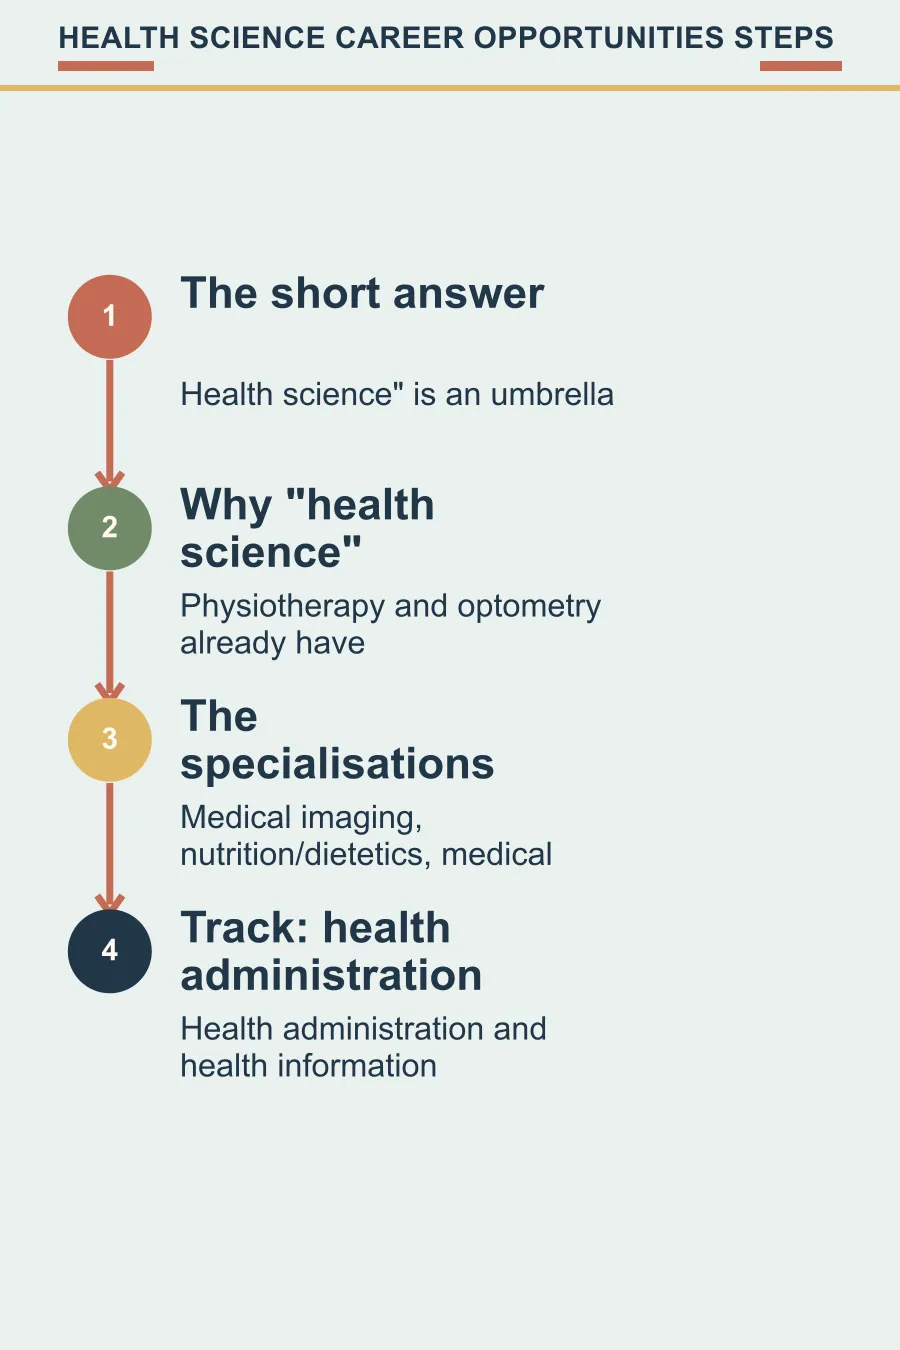 HEALTH SCIENCE CAREER OPPORTUNITIES STEPS
1
The short answer
Health science" is an umbrella
2
Why "health
science"
Physiotherapy and optometry
already have
3
The
specialisations
Medical imaging,
nutrition/dietetics, medical
4
Track: health
administration
Health administration and
health information